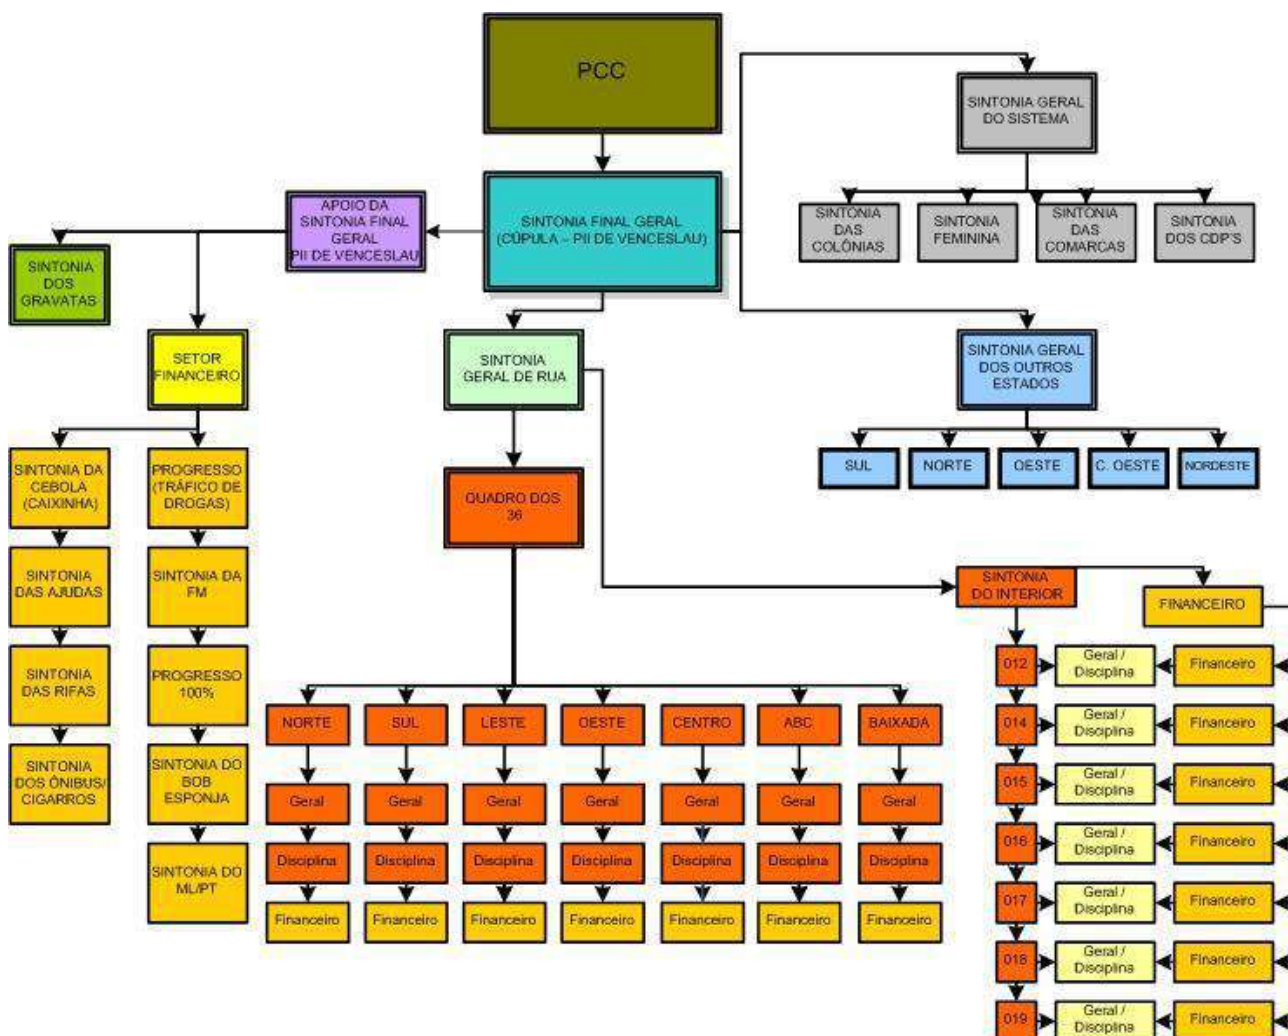 PCC
SINTONIA GERAL
DO SISTEMA
SINTONIA
DAS
COLÔNIAS
SINTONIA
FEMININA
SINTONIA
DAS
COMARCAS
SINTONIA
DOS CDP'S
APOIO DA
SINTONIA FINAL
GERAL
PII DE VENCESLAU
SINTONIA FINAL GERAL
(CÚPULA – PII DE VENCESLAU)
SINTONIA
DOS
GRAVATAS
SETOR
FINANCEIRO
SINTONIA
GERAL DE RUA
SINTONIA GERAL
DOS OUTROS
ESTADOS
SUL
NORTE
OESTE
C. OESTE
NORDESTE
SINTONIA DA
CEBOLA
(CAIXINHA)
PROGRESSO
(TRÁFICO DE
DROGAS)
SINTONIA
DAS AJUDAS
SINTONIA DA
FM
SINTONIA
DAS RIFAS
PROGRESSO
100%
SINTONIA
DOS ÔNIBUS/
CIGARROS
SINTONIA DO
BOB
ESPONJA
SINTONIA DO
ML/PT
QUADRO DOS
36
NORTE
SUL
LESTE
OESTE
CENTRO
ABC
BAIXADA
Geral
Geral
Geral
Geral
Geral
Geral
Geral
Disciplina
Disciplina
Disciplina
Disciplina
Disciplina
Disciplina
Disciplina
Financeiro
Financeiro
Financeiro
Financeiro
Financeiro
Financeiro
Financeiro
SINTONIA
DO INTERIOR
FINANCEIRO
012
Geral /
Disciplina
Financeiro
014
Geral /
Disciplina
Financeiro
015
Geral /
Disciplina
Financeiro
016
Geral /
Disciplina
Financeiro
017
Geral /
Disciplina
Financeiro
018
Geral /
Disciplina
Financeiro
019
Geral /
Disciplina
Financeiro